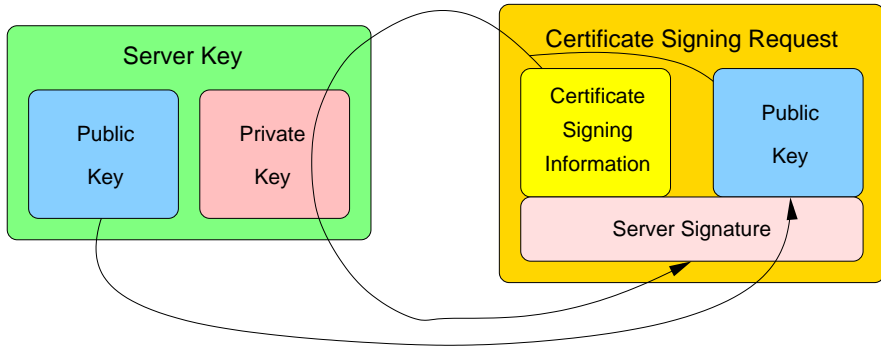 Server Key
Public
Key
Private
Key
Certificate Signing Request
Certificate
Signing
Information
Public
Key
Server Signature